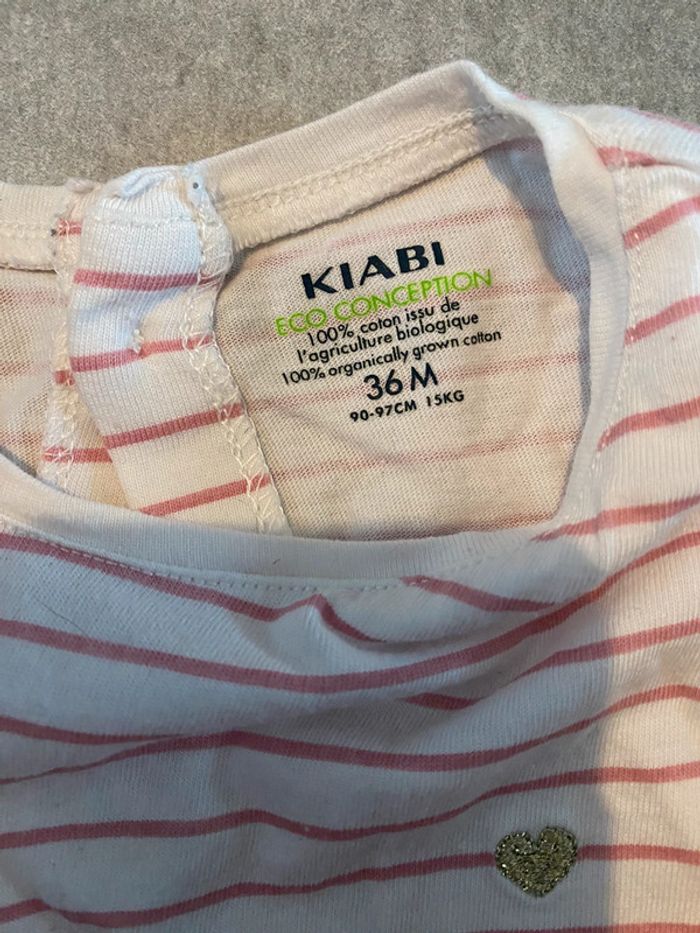 KIABI
ECO CONCEPTION
100% coton issu de
l'agriculture biologique
100% organically grown cotton
36 M
90-97CM 15KG